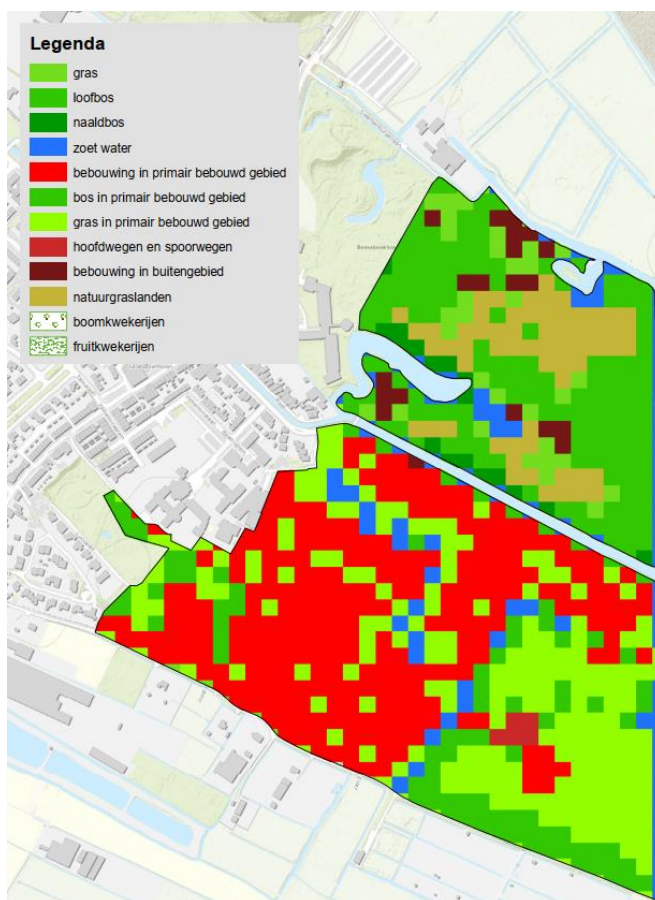 Legenda
gras
loofbos
naaldbos
zoet water
bebouwing in primair bebouwd gebied
bos in primair bebouwd gebied
gras in primair bebouwd gebied
hoofdwegen en spoorwegen
bebouwing in buitengebied
natuurgraslanden
boomkwekerijen
fruitkwekerijen